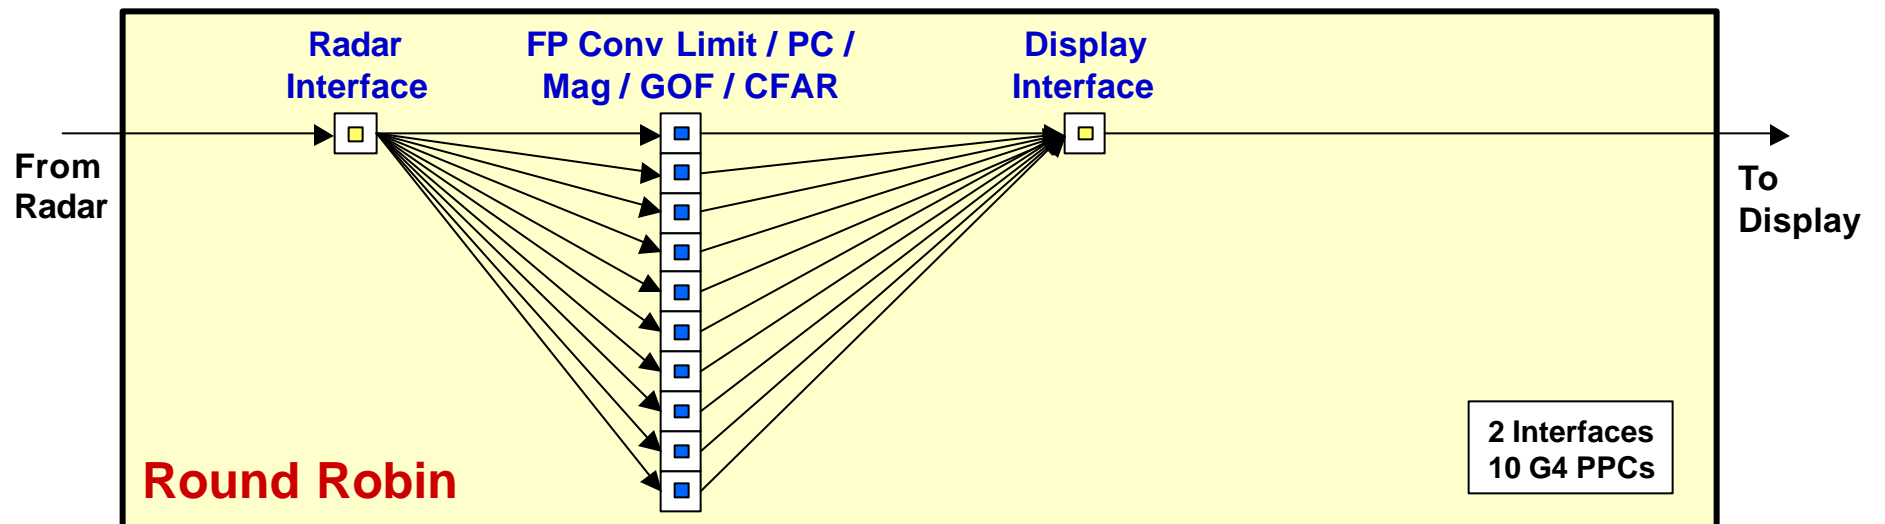 Radar
Interface
FP Conv Limit / PC /
Mag / GOF / CFAR
Display
Interface
From
Radar
To
Display
Round Robin
2 Interfaces
10 G4 PPCs